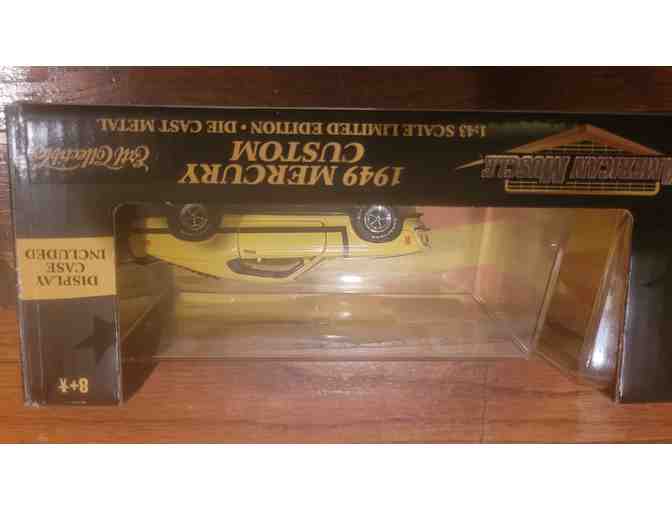 AMERICAN MUSCLE
1949 MERCURY
CUSTOM
1:43 SCALE LIMITED EDITION • DIE CAST METAL
Ertl Collectibles
DISPLAY
CASE
INCLUDED
8+